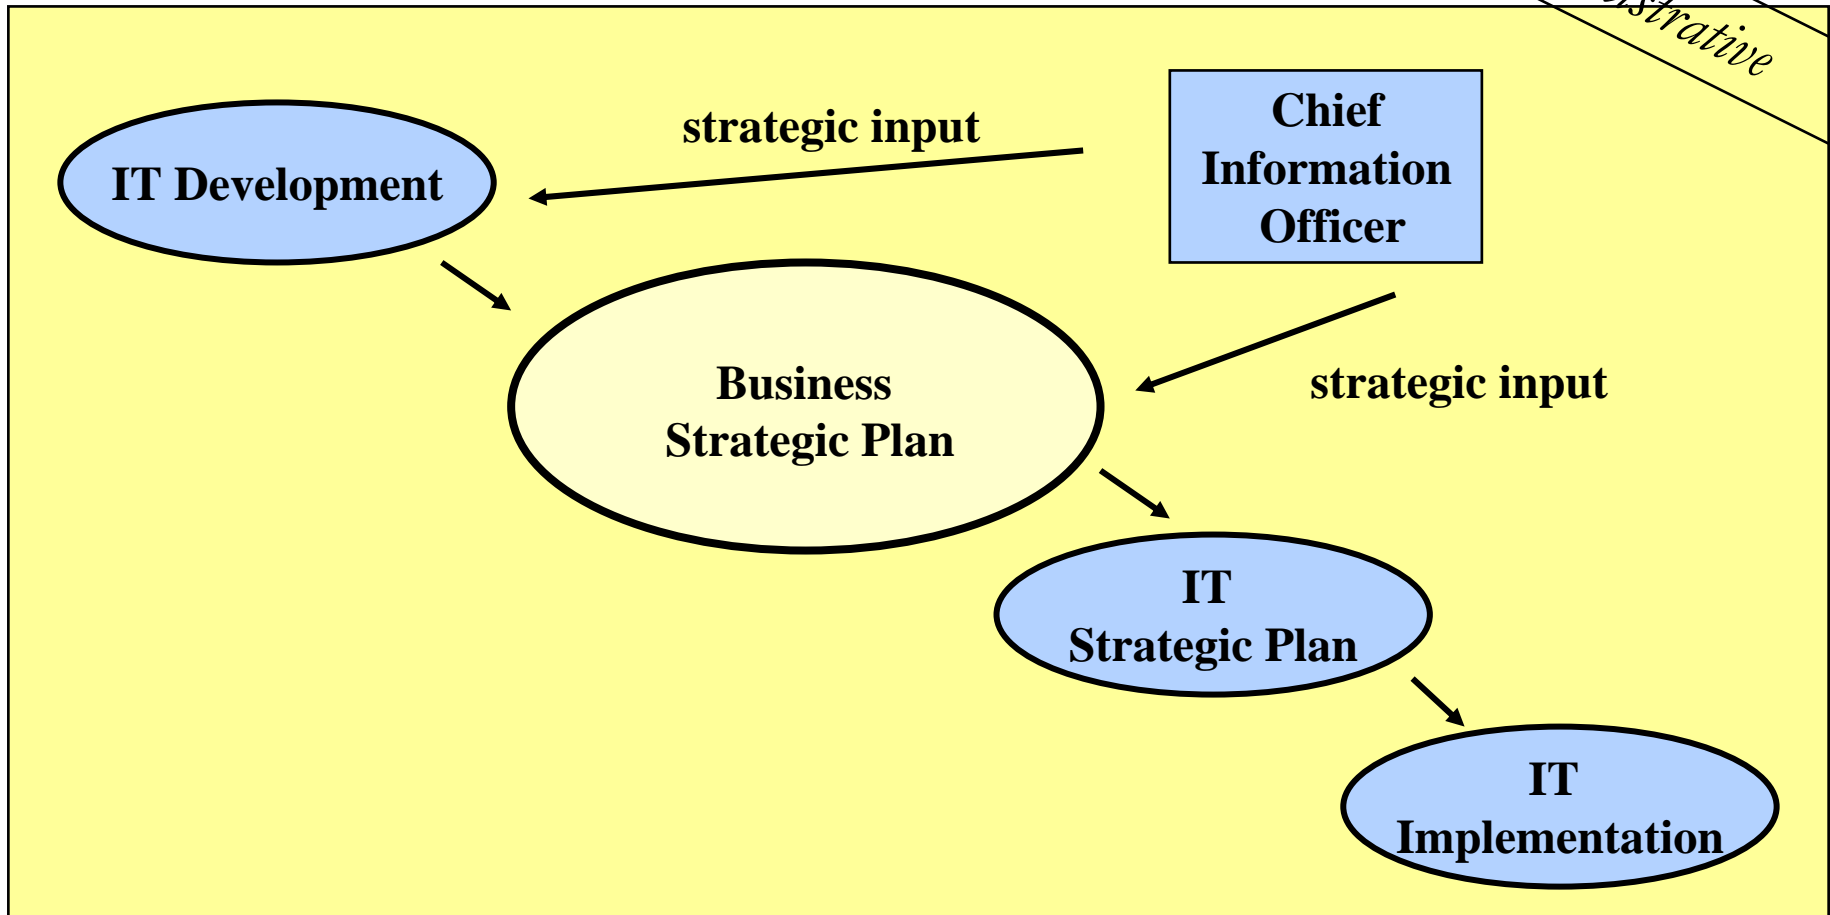 IT Development
strategic input
Chief
Information
Officer
Business
Strategic Plan
strategic input
IT
Strategic Plan
IT
Implementation